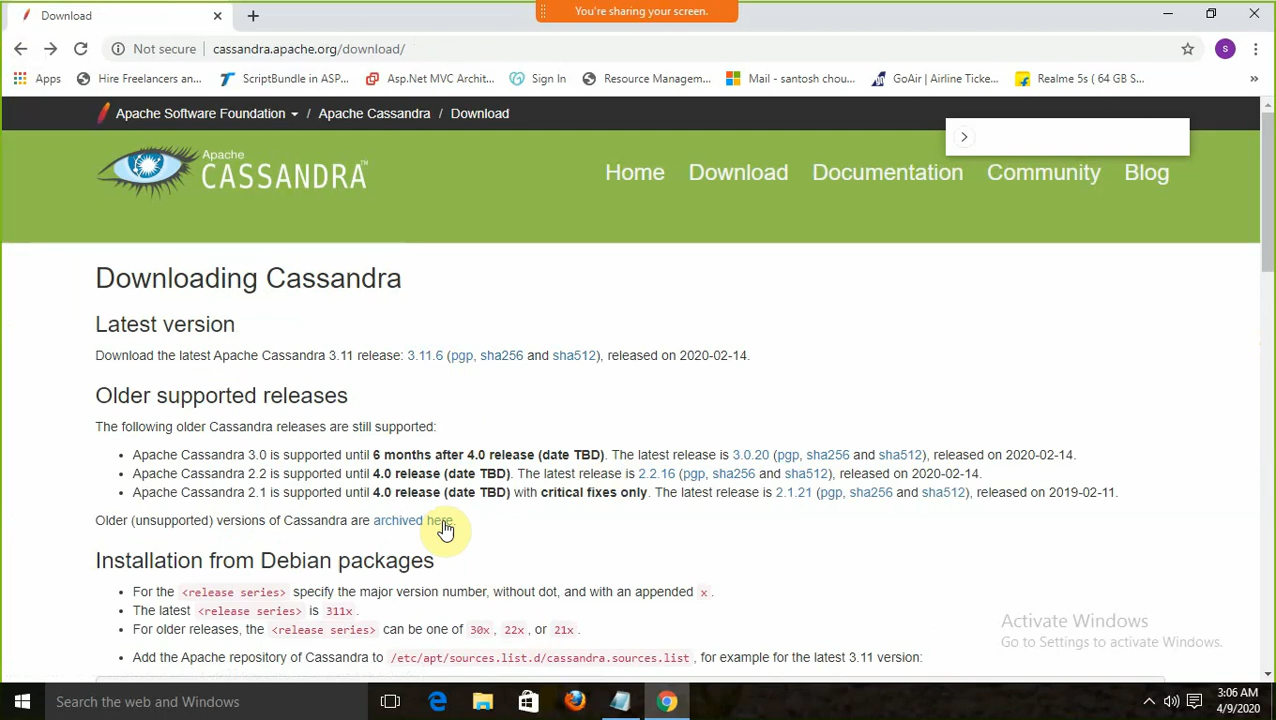 Download
You're sharing your screen.
Not secure cassandra.apache.org/download/
S
Apps Hire Freelancers an... ScriptBundle in ASP... Asp.Net MVC Archit... Sign In Resource Managem... Mail - santosh chou... GoAir | Airline Ticke... Realme 5s ( 64 GB S... »
Apache Software Foundation / Apache Cassandra / Download
Apache
CASSANDRA™
Home Download Documentation Community Blog
Downloading Cassandra
Latest version
Download the latest Apache Cassandra 3.11 release: 3.11.6 (pgp, sha256 and sha512), released on 2020-02-14.
Older supported releases
The following older Cassandra releases are still supported:
• Apache Cassandra 3.0 is supported until 6 months after 4.0 release (date TBD). The latest release is 3.0.20 (pgp, sha256 and sha512), released on 2020-02-14.
• Apache Cassandra 2.2 is supported until 4.0 release (date TBD). The latest release is 2.2.16 (pgp, sha256 and sha512), released on 2020-02-14.
• Apache Cassandra 2.1 is supported until 4.0 release (date TBD) with critical fixes only. The latest release is 2.1.21 (pgp, sha256 and sha512), released on 2019-02-11.
Older (unsupported) versions of Cassandra are archived here.
Installation from Debian packages
• For the <release series> specify the major version number, without dot, and with an appended x.
• The latest <release series> is 311x.
• For older releases, the <release series> can be one of 30x, 22x, or 21x.
• Add the Apache repository of Cassandra to /etc/apt/sources.list.d/cassandra.sources.list, for example for the latest 3.11 version:
Activate Windows
Go to Settings to activate Windows.
Search the web and Windows
3:06 AM
4/9/2020